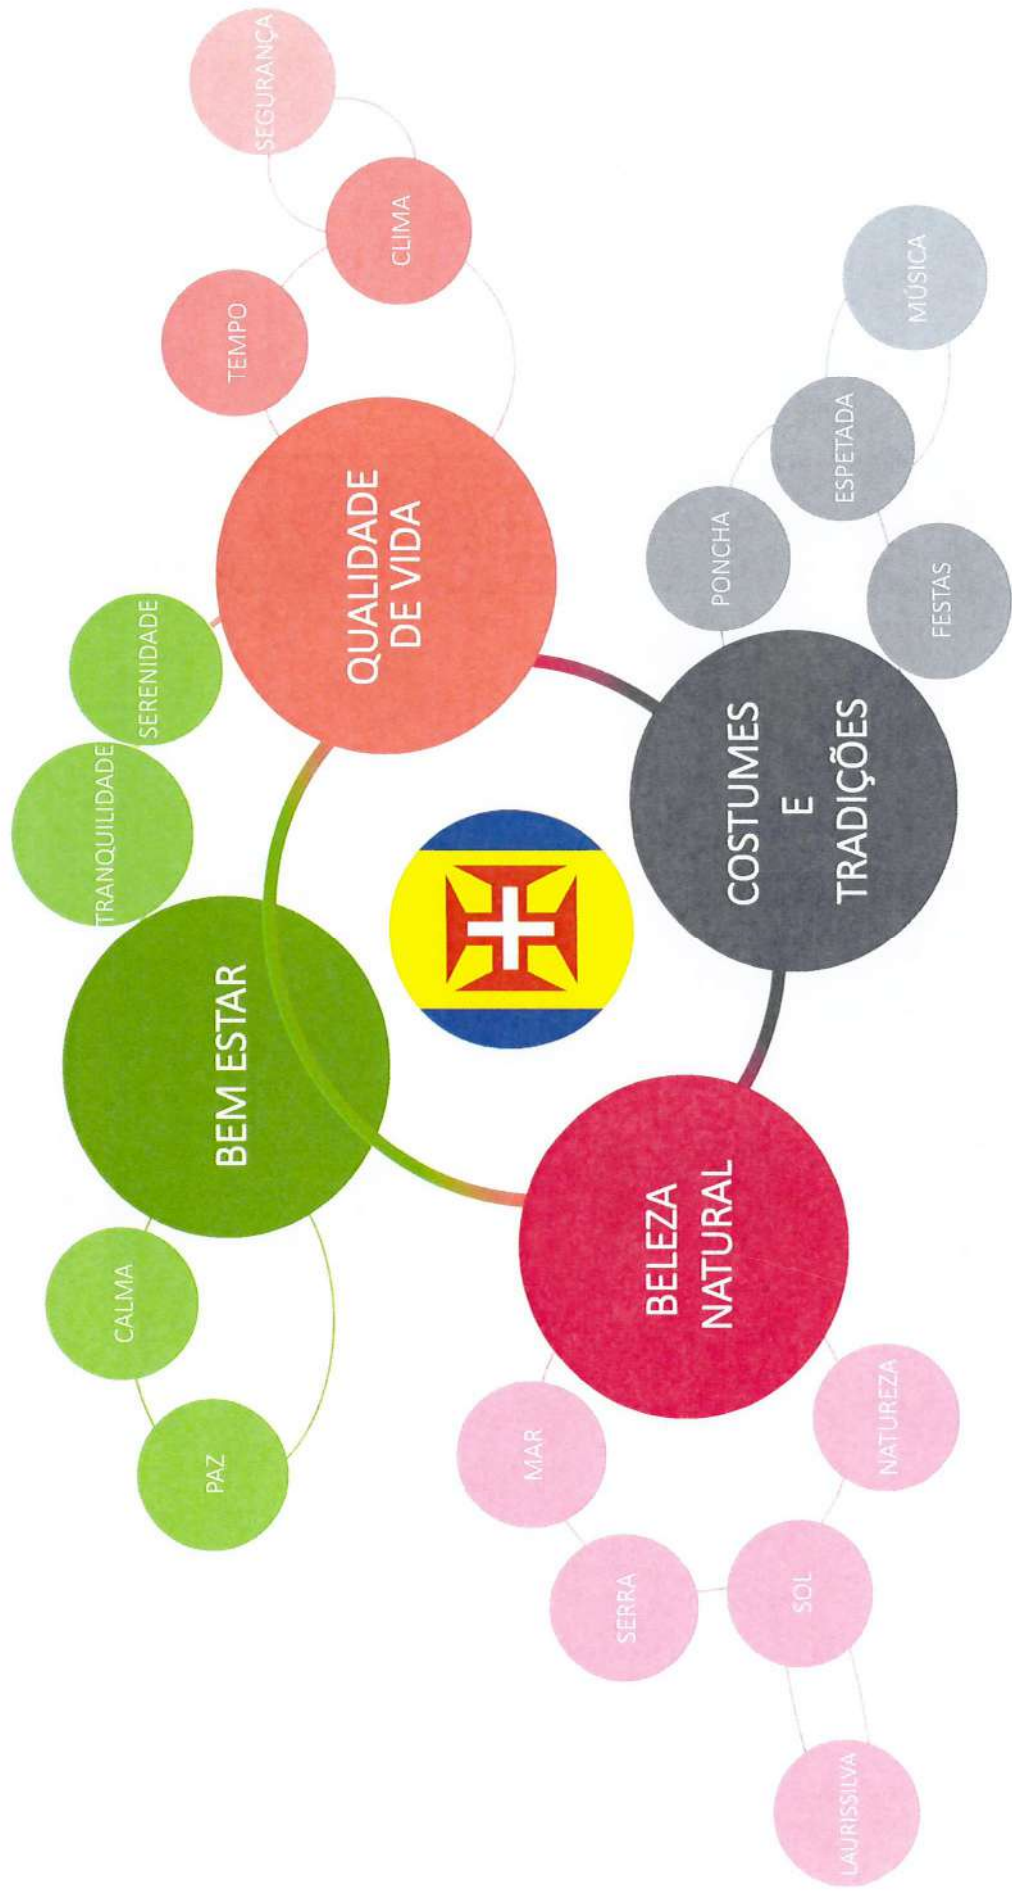 BEM ESTAR
PAZ
CALMA
TRANQUILIDADE
SERENIDADE
QUALIDADE
DE VIDA
TEMPO
CLIMA
SEGURANÇA
BELEZA
NATURAL
MAR
SERRA
SOL
LAURISSILVA
NATUREZA
COSTUMES
E
TRADIÇÕES
PONCHA
ESPETADA
FESTAS
MÚSICA